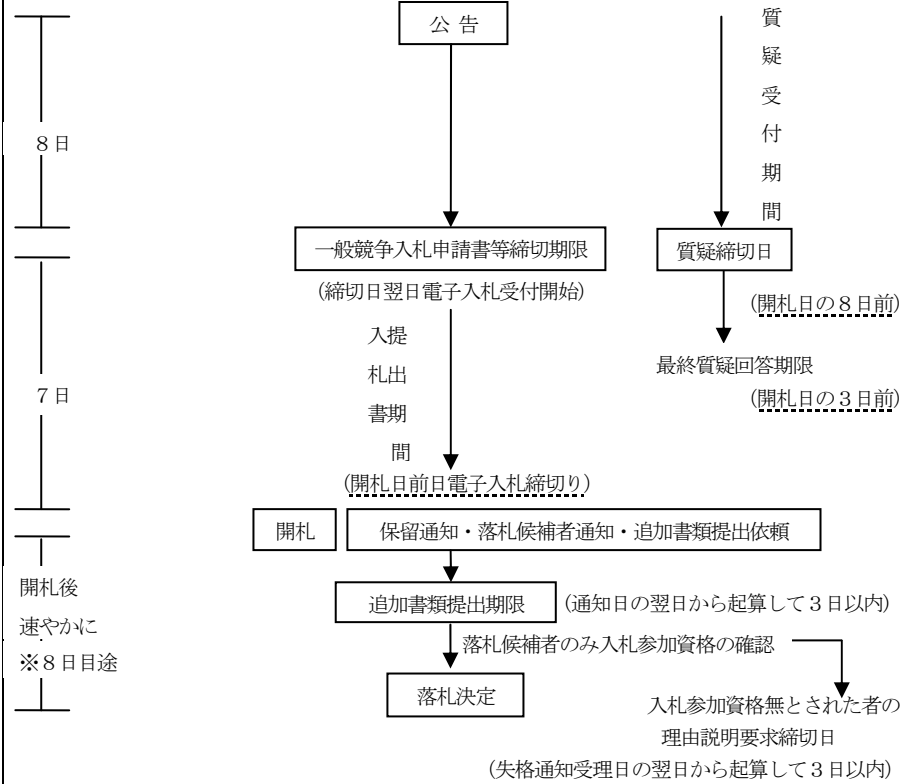 公 告
質疑受付期間
８日
一般競争入札申請書等締切期限
質疑締切日
(締切日翌日電子入札受付開始)
(開札日の８日前)
入札書
提出期間
最終質疑回答期限
７日
(開札日の３日前)
(開札日前日電子入札締切り)
開札
保留通知・落札候補者通知・追加書類提出依頼
開札後
速やかに
※８日目途
追加書類提出期限
(通知日の翌日から起算して３日以内)
落札候補者のみ入札参加資格の確認
落札決定
入札参加資格無とされた者の
理由説明要求締切日
(失格通知受理日の翌日から起算して３日以内)